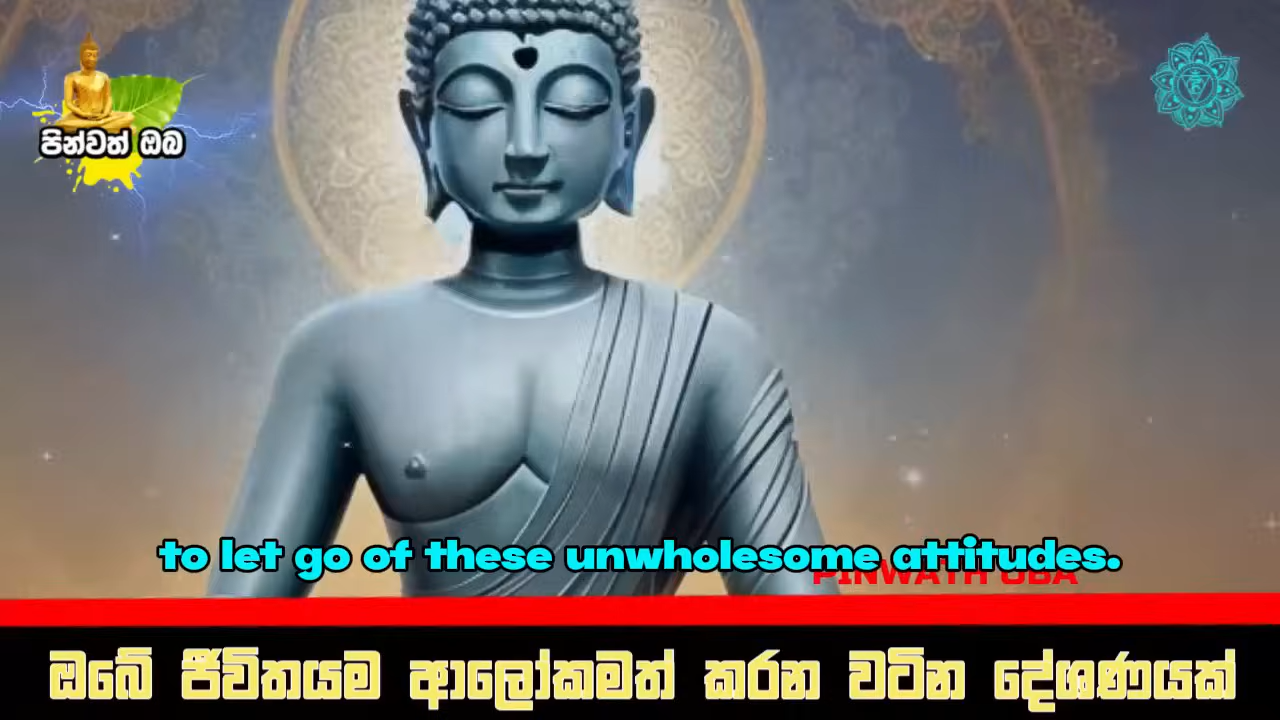 පින්වත් ඔබ
to let go of these unwholesome attitudes.
PINWATH OBA
ඔබේ ජීවිතයම ආලෝකමත් කරන වටින දේශණයක්